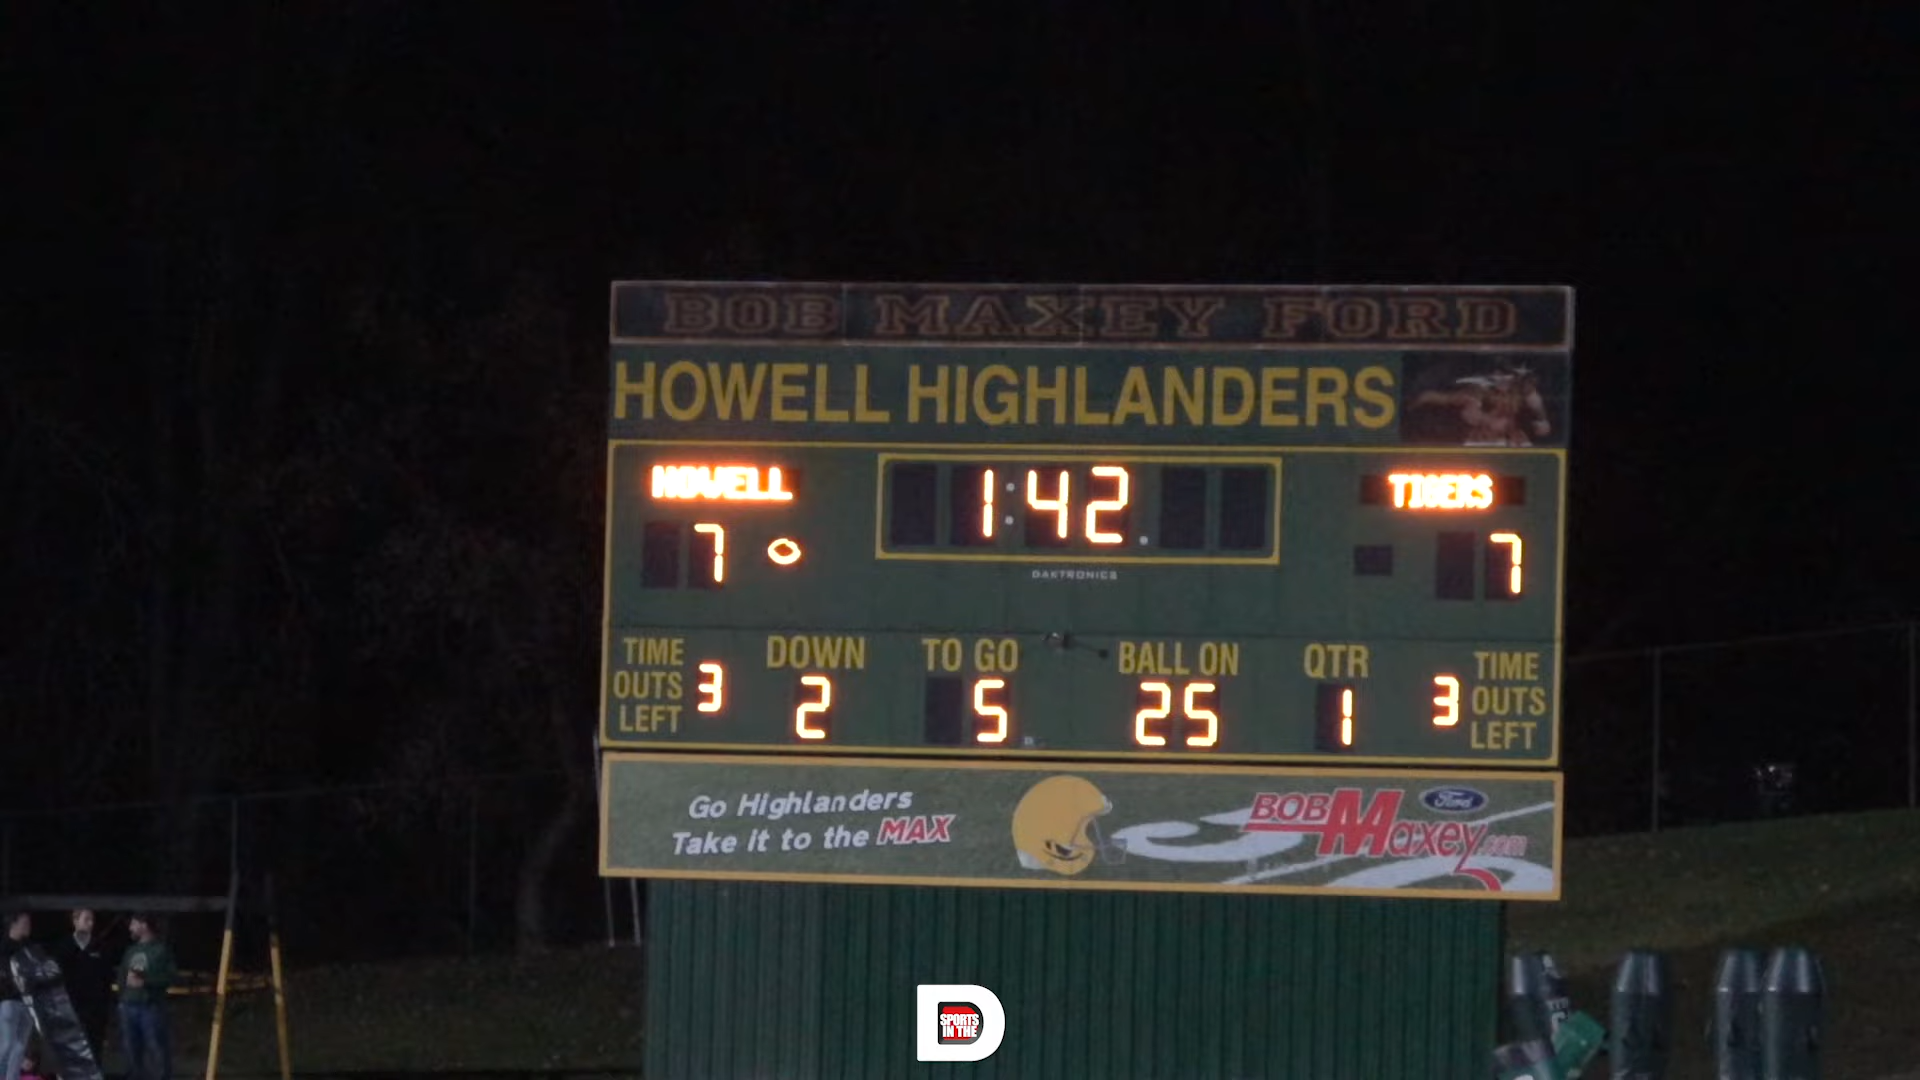 BOB MAXEY FORD
HOWELL HIGHLANDERS
HOWELL 1:42 TIGERS
7 7
DAKTRONICS
TIME OUTS LEFT 3
DOWN 2
TO GO 5
BALL ON 25
QTR 1
3 TIME OUTS LEFT
Go Highlanders
Take it to the MAX
BOB Maxey.com
Ford
SPORTS
IN THE
D